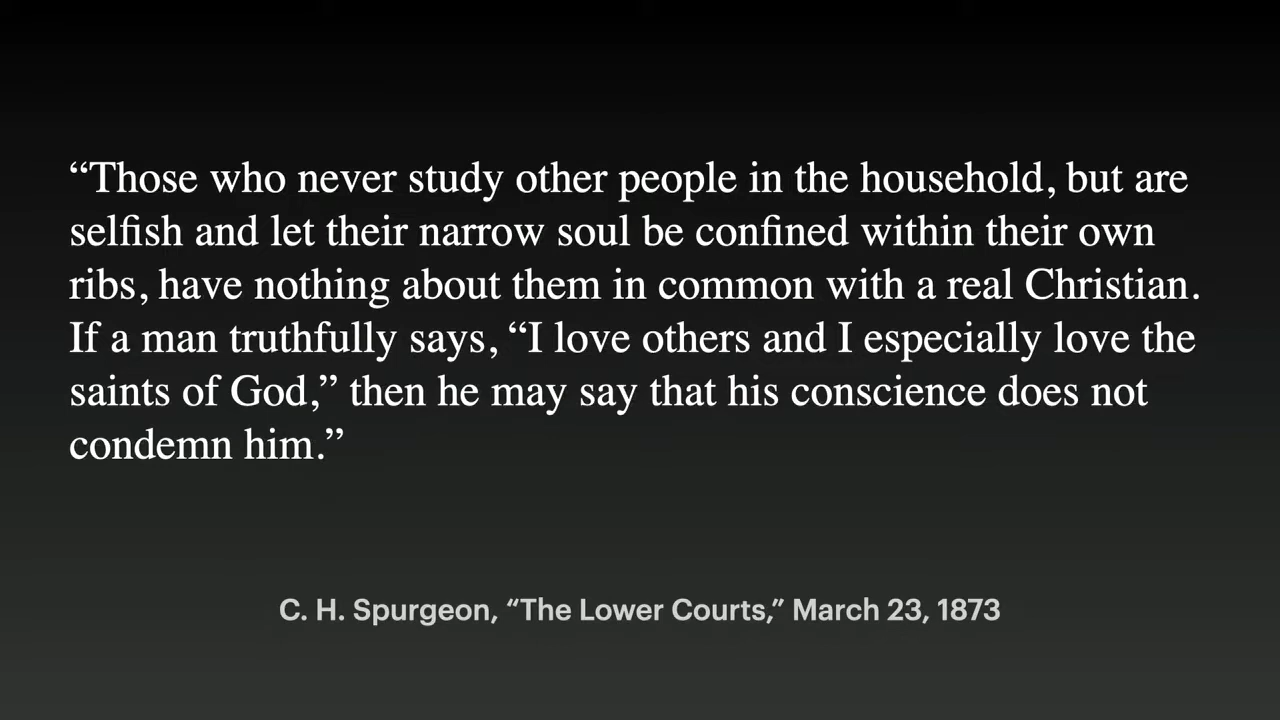 “Those who never study other people in the household, but are
selfish and let their narrow soul be confined within their own
ribs, have nothing about them in common with a real Christian.
If a man truthfully says, “I love others and I especially love the
saints of God,” then he may say that his conscience does not
condemn him.”
C. H. Spurgeon, “The Lower Courts,” March 23, 1873